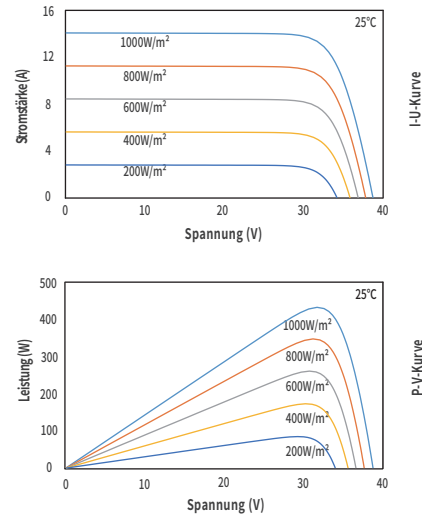 16
25°C
1000W/m²
12
800W/m²
Stromstärke (A)
I-U-Kurve
8
600W/m²
400W/m²
4
200W/m²
0
0
10
20
30
40
Spannung (V)
500
25°C
400
1000W/m²
300
800W/m²
Leistung (W)
P-V-Kurve
600W/m²
200
400W/m²
100
200W/m²
0
0
10
20
30
40
Spannung (V)